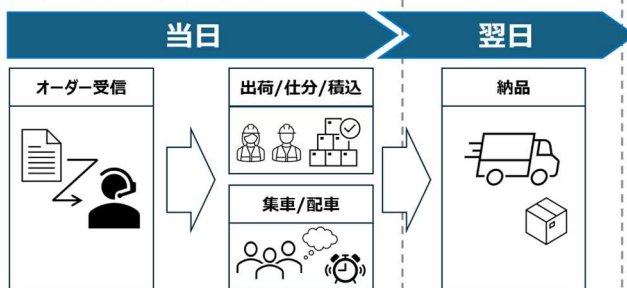 当日
翌日
オーダー受信
出荷/仕分/積込
納品
集車/配車